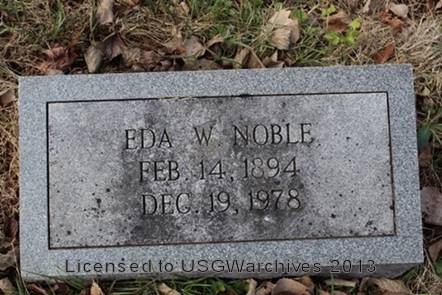 EDA W. NOBLE
FEB. 14, 1894
DEC. 19, 1978
Licensed to USGWarchives 2013